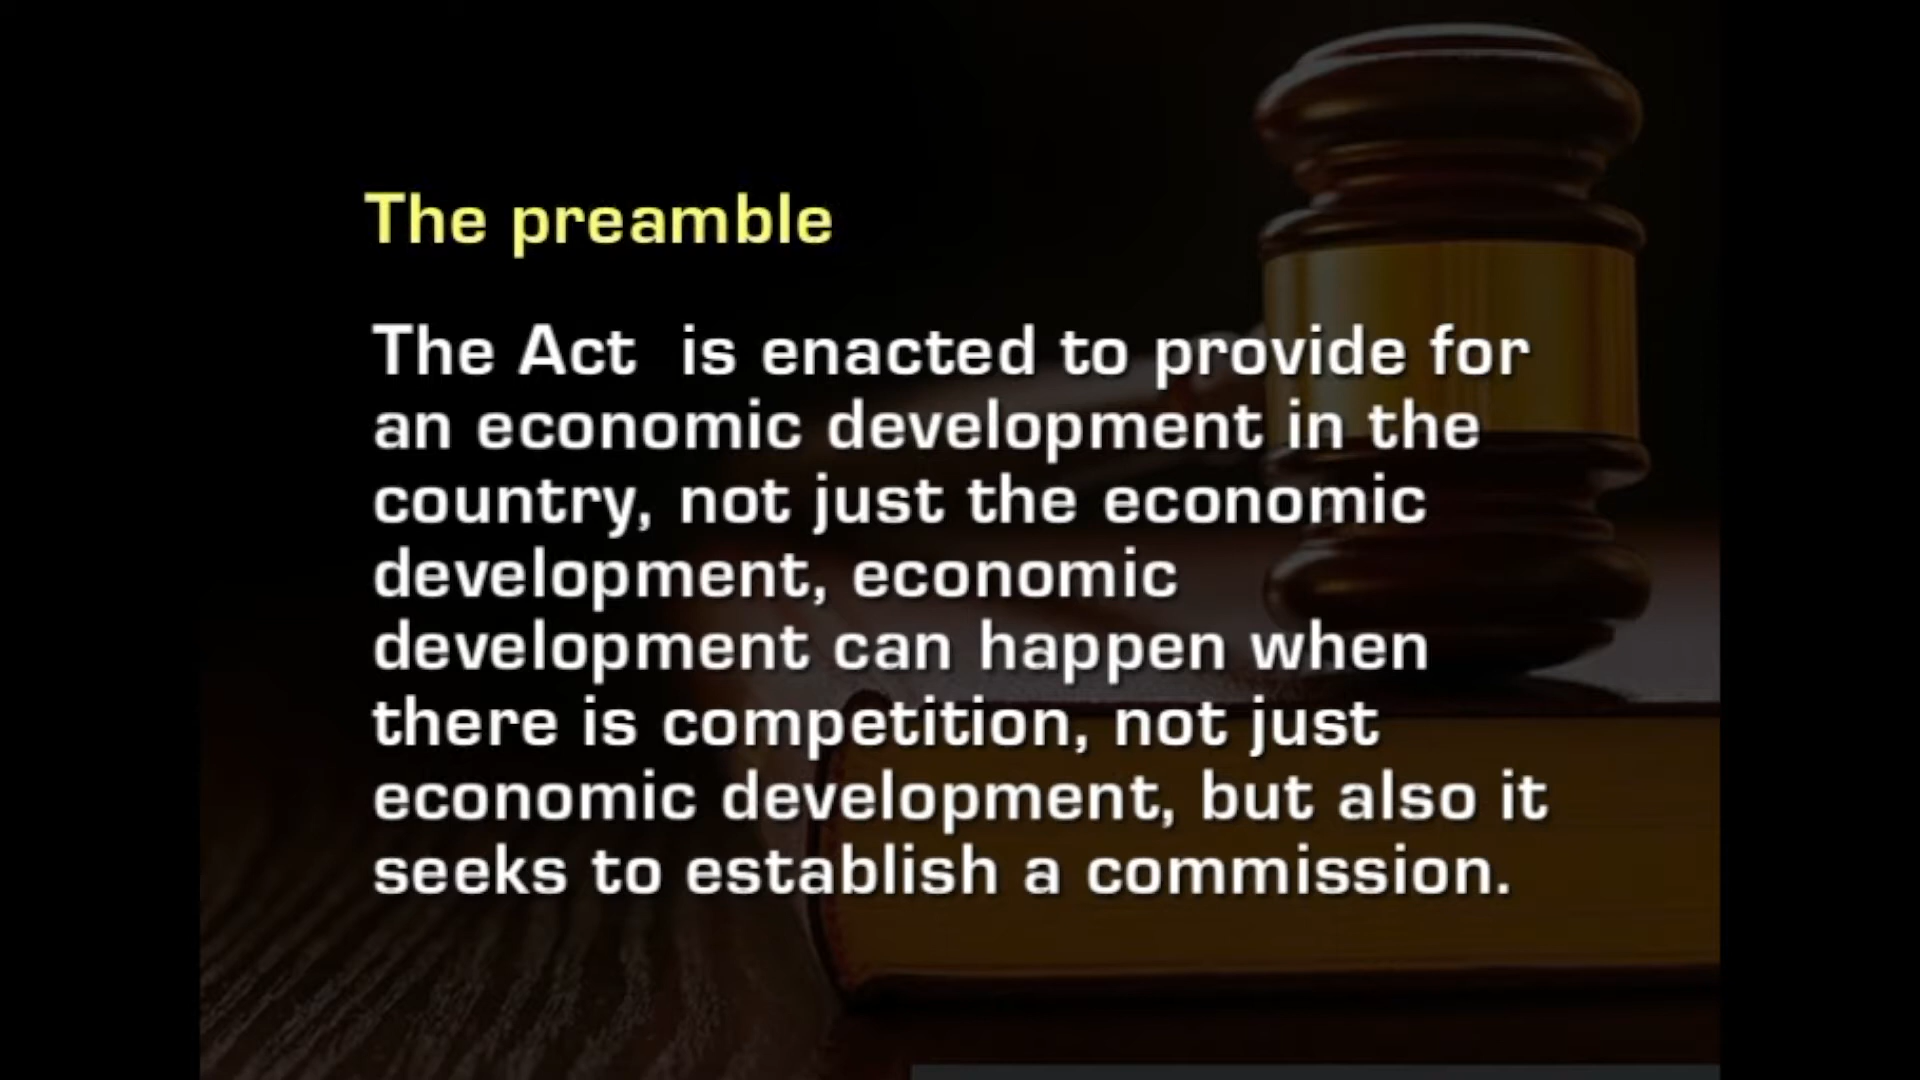 The preamble
The Act  is enacted to provide for
an economic development in the
country, not just the economic
development, economic
development can happen when
there is competition, not just
economic development, but also it
seeks to establish a commission.